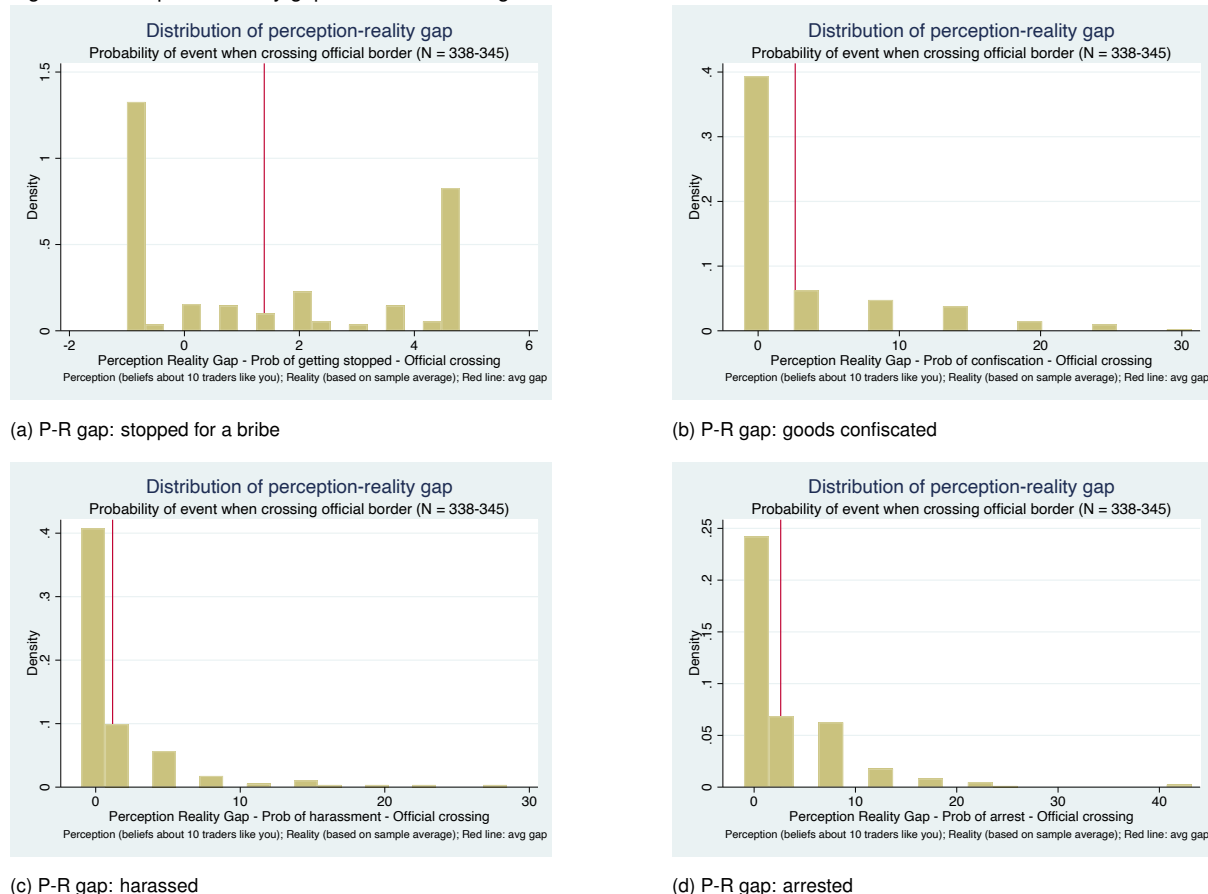 Distribution of perception-reality gap
Probability of event when crossing official border (N = 338-345)
Density
0 .5 1 1.5
-2 0 2 4 6
Perception Reality Gap - Prob of getting stopped - Official crossing
Perception (beliefs about 10 traders like you); Reality (based on sample average); Red line: avg gap
(a) P-R gap: stopped for a bribe
Distribution of perception-reality gap
Probability of event when crossing official border (N = 338-345)
Density
0 .1 .2 .3 .4
0 10 20 30
Perception Reality Gap - Prob of confiscation - Official crossing
Perception (beliefs about 10 traders like you); Reality (based on sample average); Red line: avg gap
(b) P-R gap: goods confiscated
Distribution of perception-reality gap
Probability of event when crossing official border (N = 338-345)
Density
0 .1 .2 .3 .4
0 10 20 30
Perception Reality Gap - Prob of harassment - Official crossing
Perception (beliefs about 10 traders like you); Reality (based on sample average); Red line: avg gap
(c) P-R gap: harassed
Distribution of perception-reality gap
Probability of event when crossing official border (N = 338-345)
Density
0 .05 .1 .15 .2 .25
0 10 20 30 40
Perception Reality Gap - Prob of arrest - Official crossing
Perception (beliefs about 10 traders like you); Reality (based on sample average); Red line: avg gap
(d) P-R gap: arrested